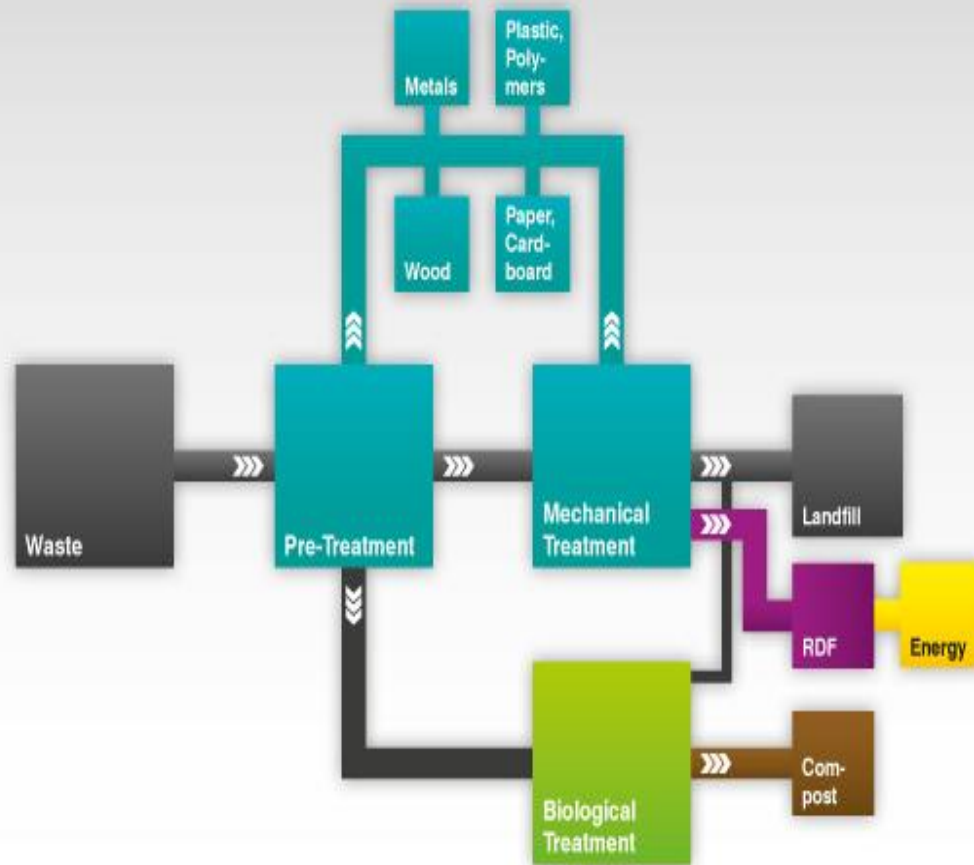 Metals
Plastic,
Poly-
mers
Wood
Paper,
Card-
board
Waste
Pre-Treatment
Mechanical
Treatment
Landfill
RDF
Energy
Biological
Treatment
Com-
post